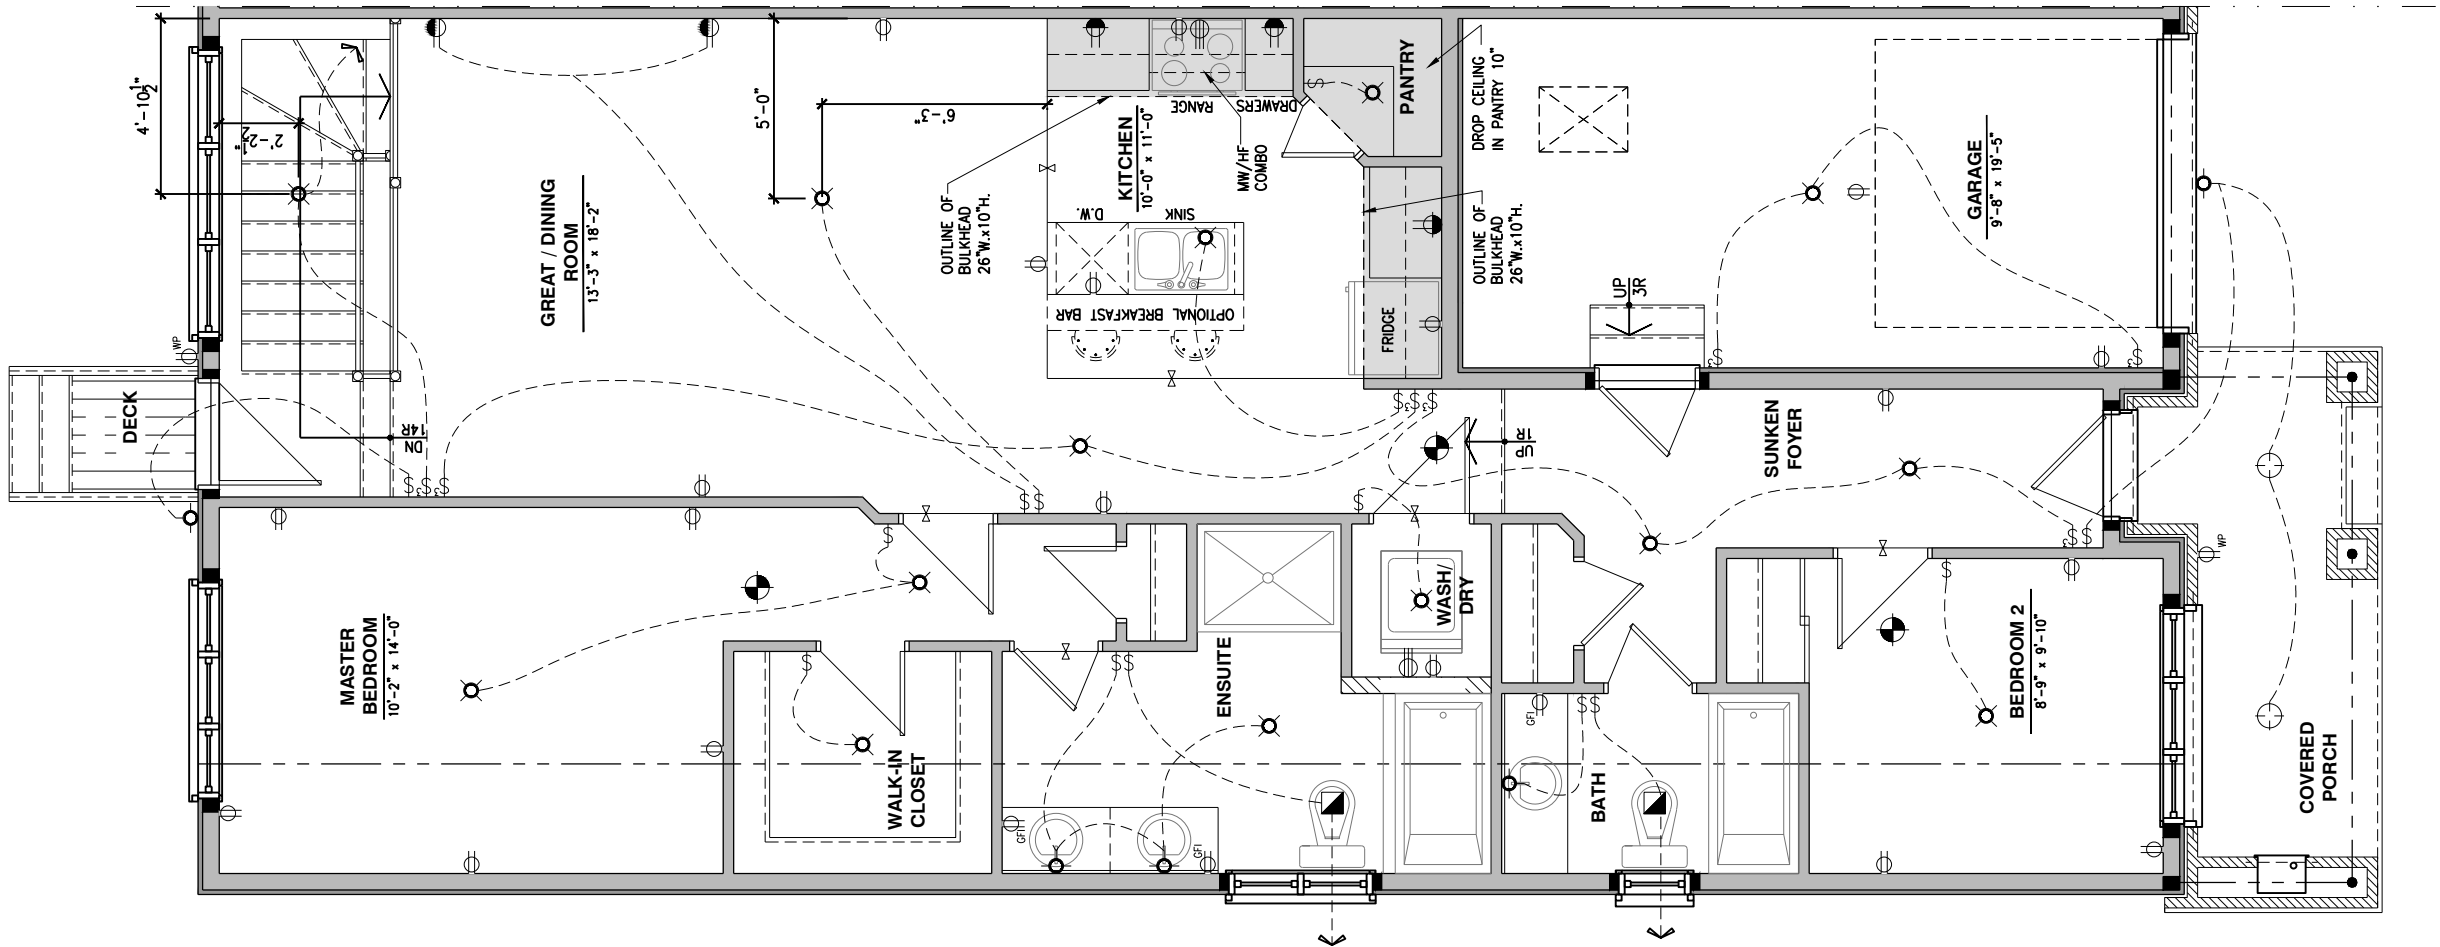 4'-10 1/2"
2'-2 1/2"
5'-0"
6'-3"
WP
DECK
DN
14R
GREAT / DINING
ROOM
13'-3" x 18'-2"
OUTLINE OF
BULKHEAD
26"W.x10"H.
KITCHEN
10'-0" x 11'-0"
D.W.
SINK
OPTIONAL BREAKFAST BAR
RANGE
DRAWERS
MW/HF
COMBO
PANTRY
DROP CEILING
IN PANTRY 10"
OUTLINE OF
BULKHEAD
26"W.x10"H.
FRIDGE
UP
3R
GARAGE
9'-8" x 19'-5"
UP
1R
SUNKEN
FOYER
WP
MASTER
BEDROOM
10'-2" x 14'-0"
WALK-IN
CLOSET
ENSUITE
GFI
GFI
WASH/
DRY
GFI
BATH
BEDROOM 2
8'-9" x 9'-10"
COVERED
PORCH